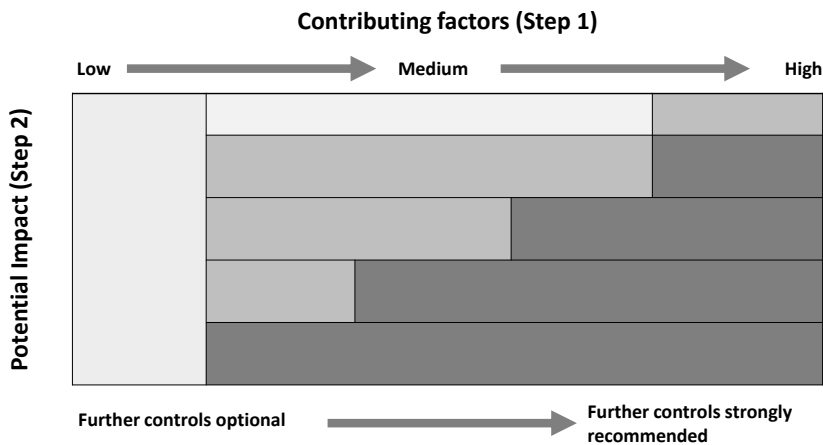 Contributing factors (Step 1)
Low
Medium
High
Potential Impact (Step 2)
Further controls optional
Further controls strongly
recommended